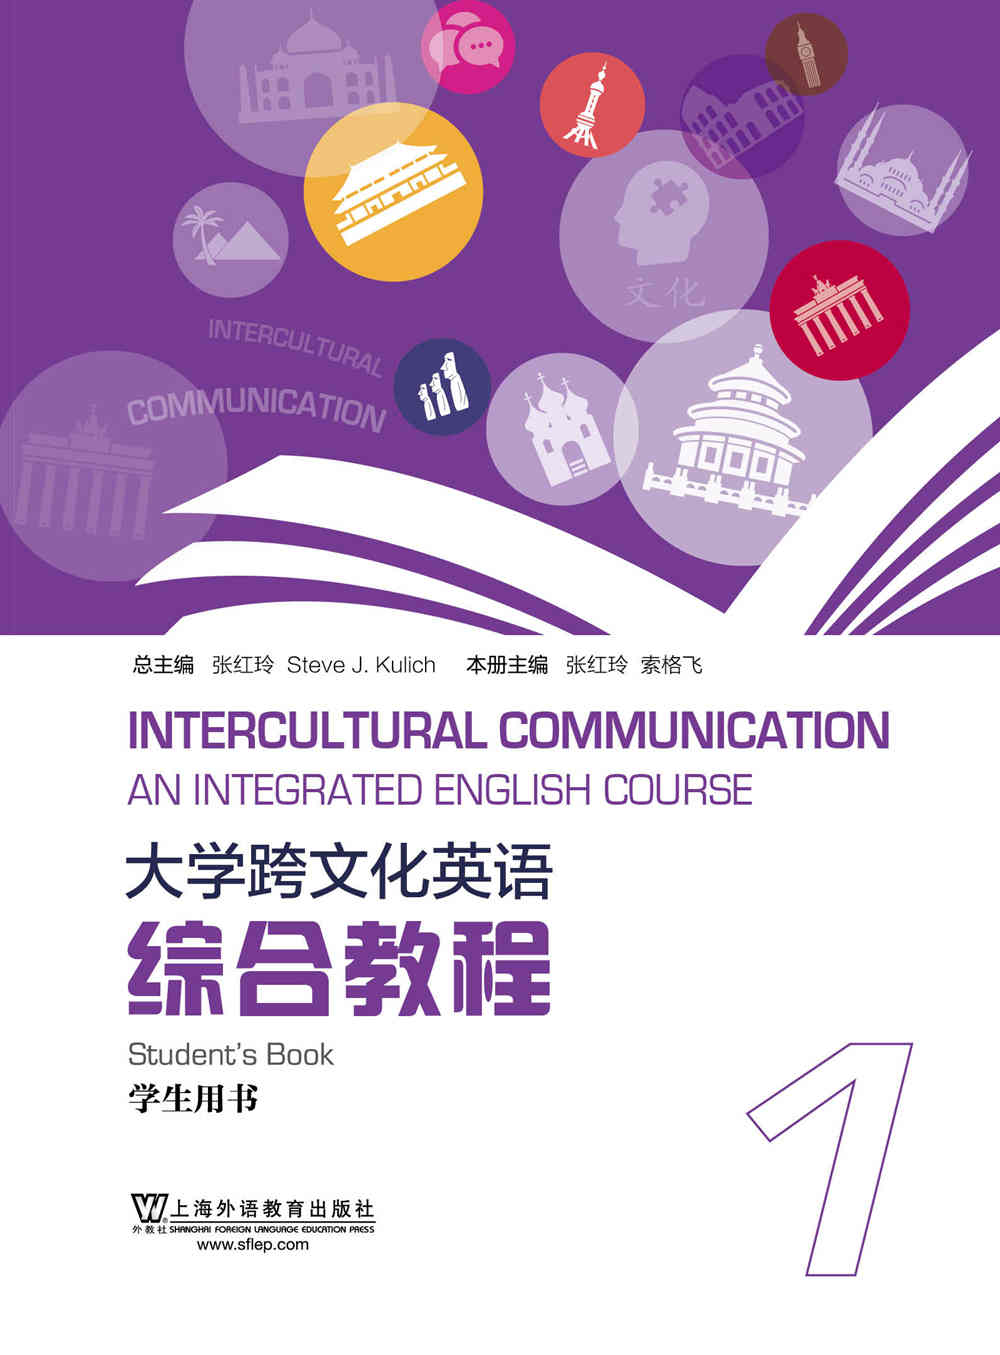 文化
INTERCULTURAL
COMMUNICATION
总主编 张红玲 Steve J. Kulich 本册主编 张红玲 索格飞
INTERCULTURAL COMMUNICATION
AN INTEGRATED ENGLISH COURSE
大学跨文化英语
综合教程
Student's Book
学生用书
1
W® 上海外语教育出版社
外教社 SHANGHAI FOREIGN LANGUAGE EDUCATION PRESS
www.sflep.com